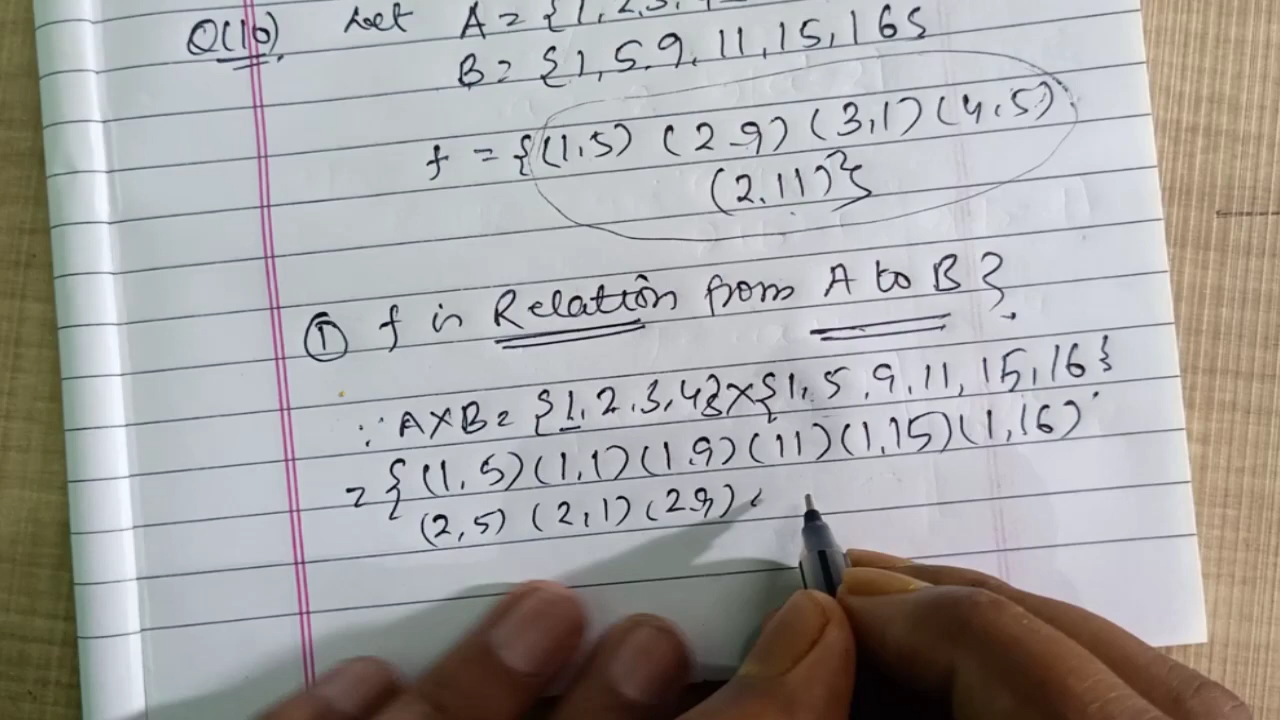 Q(16) Let A = {1, 2, 3, 4
B = {1, 5, 9, 11, 15, 16}
f = {(1,5) (2 9) (3,1) (4,5)
(2,11)}
① f is Relation from A to B?
∵ A×B = {1, 2, 3, 4} × {1, 5, 9, 11, 15, 16}
= {(1, 5) (1, 1) (1 9) (11) (1,15) (1,16)
(2,5) (2,1) (2 9) (